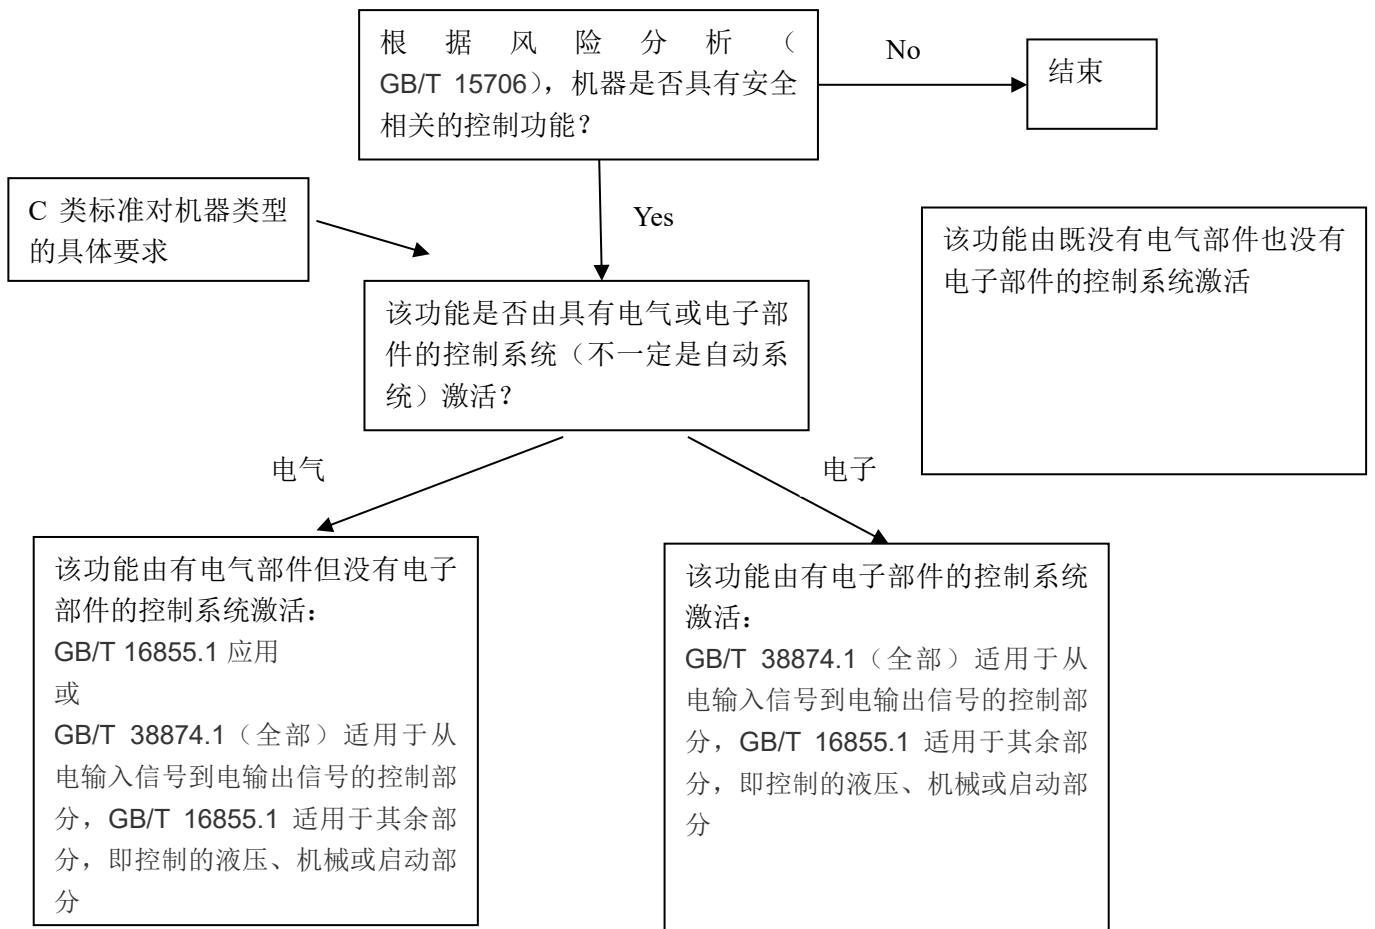 根据风险分析（
GB/T 15706），机器是否具有安全
相关的控制功能？
No
结束
C 类标准对机器类型
的具体要求
Yes
该功能由既没有电气部件也没有
电子部件的控制系统激活
该功能是否由具有电气或电子部
件的控制系统（不一定是自动系
统）激活？
电气
电子
该功能由有电气部件但没有电子
部件的控制系统激活：
GB/T 16855.1 应用
或
GB/T 38874.1（全部）适用于从
电输入信号到电输出信号的控制部
分，GB/T 16855.1 适用于其余部
分，即控制的液压、机械或启动部
分
该功能由有电子部件的控制系统
激活：
GB/T 38874.1（全部）适用于从
电输入信号到电输出信号的控制部
分，GB/T 16855.1 适用于其余部
分，即控制的液压、机械或启动部
分